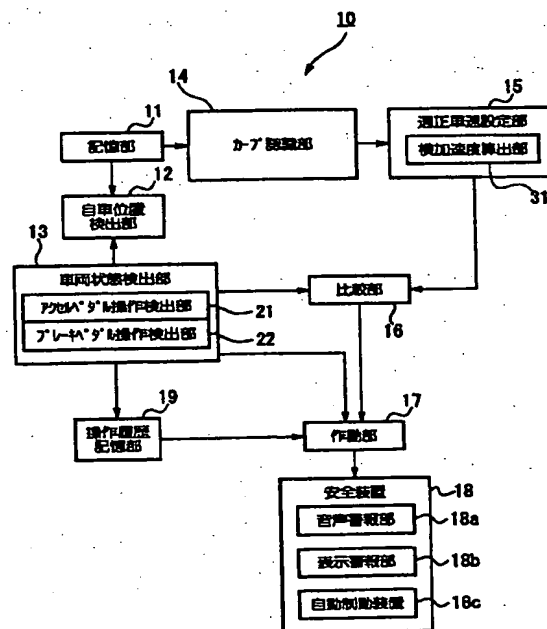 10
14
15
11
記憶部
カーブ認識部
適正車速設定部
横加速度算出部
31
12
自車位置
検出部
13
車両状態検出部
アクセルペダル操作検出部
21
ブレーキペダル操作検出部
22
比較部
16
19
操作履歴
記憶部
17
作動部
安全装置
18
音声警報部
18a
表示警報部
18b
自動制動装置
18c